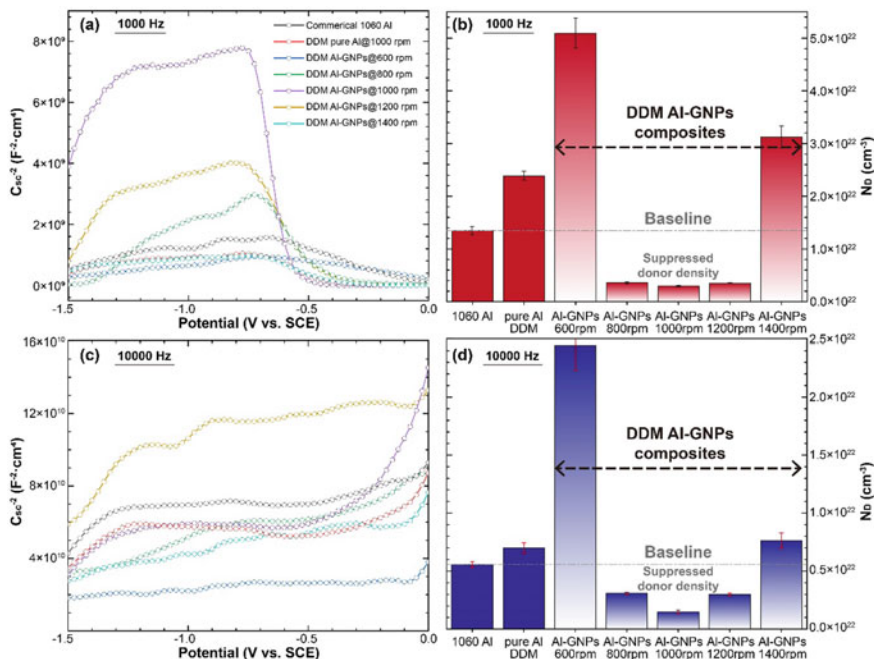 (a) 1000 Hz
Commerical 1060 Al
DDM pure Al@1000 rpm
DDM Al-GNPs@600 rpm
DDM Al-GNPs@800 rpm
DDM Al-GNPs@1000 rpm
DDM Al-GNPs@1200 rpm
DDM Al-GNPs@1400 rpm
8×10⁹
6×10⁹
4×10⁹
2×10⁹
0×10⁹
Csc⁻² (F⁻²·cm⁴)
-1.5 -1.0 -0.5 0.0
Potential (V vs. SCE)
(b) 1000 Hz
DDM Al-GNPs
composites
Baseline
Suppressed
donor density
5.0×10²²
4.0×10²²
3.0×10²²
2.0×10²²
1.0×10²²
0.0×10²²
ND (cm⁻³)
1060 Al pure Al Al-GNPs Al-GNPs Al-GNPs Al-GNPs Al-GNPs
DDM 600rpm 800rpm 1000rpm 1200rpm 1400rpm
(c) 10000 Hz
16×10¹⁰
12×10¹⁰
8×10¹⁰
4×10¹⁰
Csc⁻² (F⁻²·cm⁴)
-1.5 -1.0 -0.5 0.0
Potential (V vs. SCE)
(d) 10000 Hz
DDM Al-GNPs
composites
Baseline
Suppressed
donor density
2.5×10²²
2.0×10²²
1.5×10²²
1.0×10²²
0.5×10²²
0.0×10²²
ND (cm⁻³)
1060 Al pure Al Al-GNPs Al-GNPs Al-GNPs Al-GNPs Al-GNPs
DDM 600rpm 800rpm 1000rpm 1200rpm 1400rpm